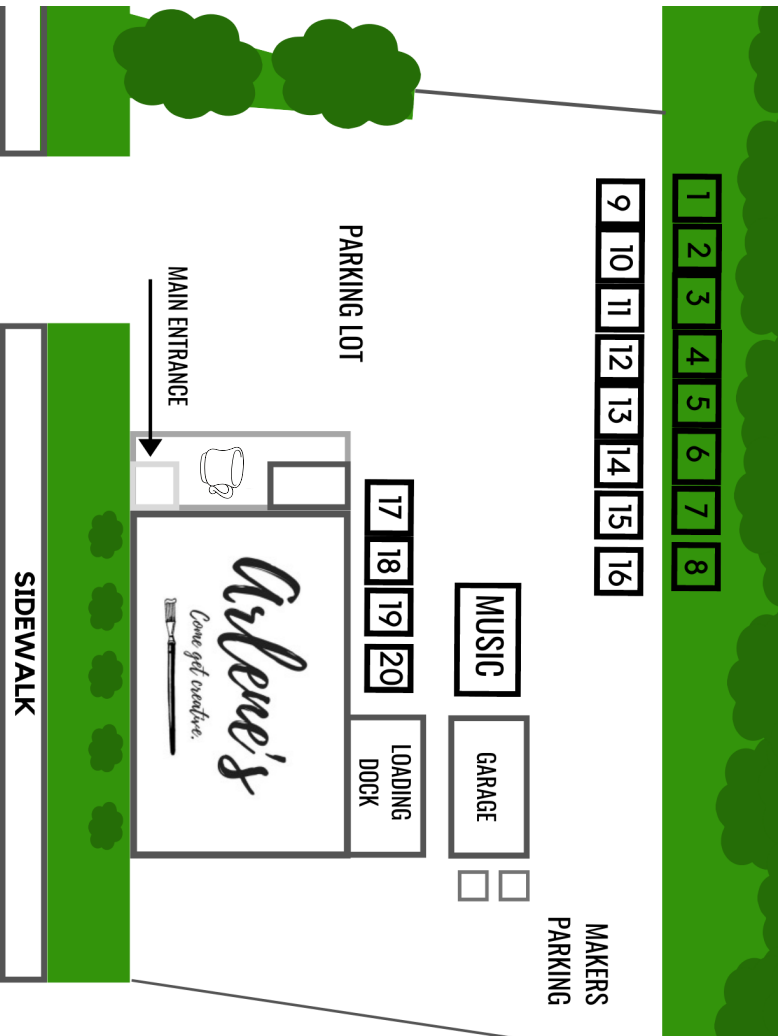 1 2 3 4 5 6 7 8
9 10 11 12 13 14 15 16
MAKERS
PARKING
MUSIC
GARAGE
17 18 19 20
LOADING
DOCK
PARKING LOT
Arlene's
Come get creative.
MAIN ENTRANCE
SIDEWALK